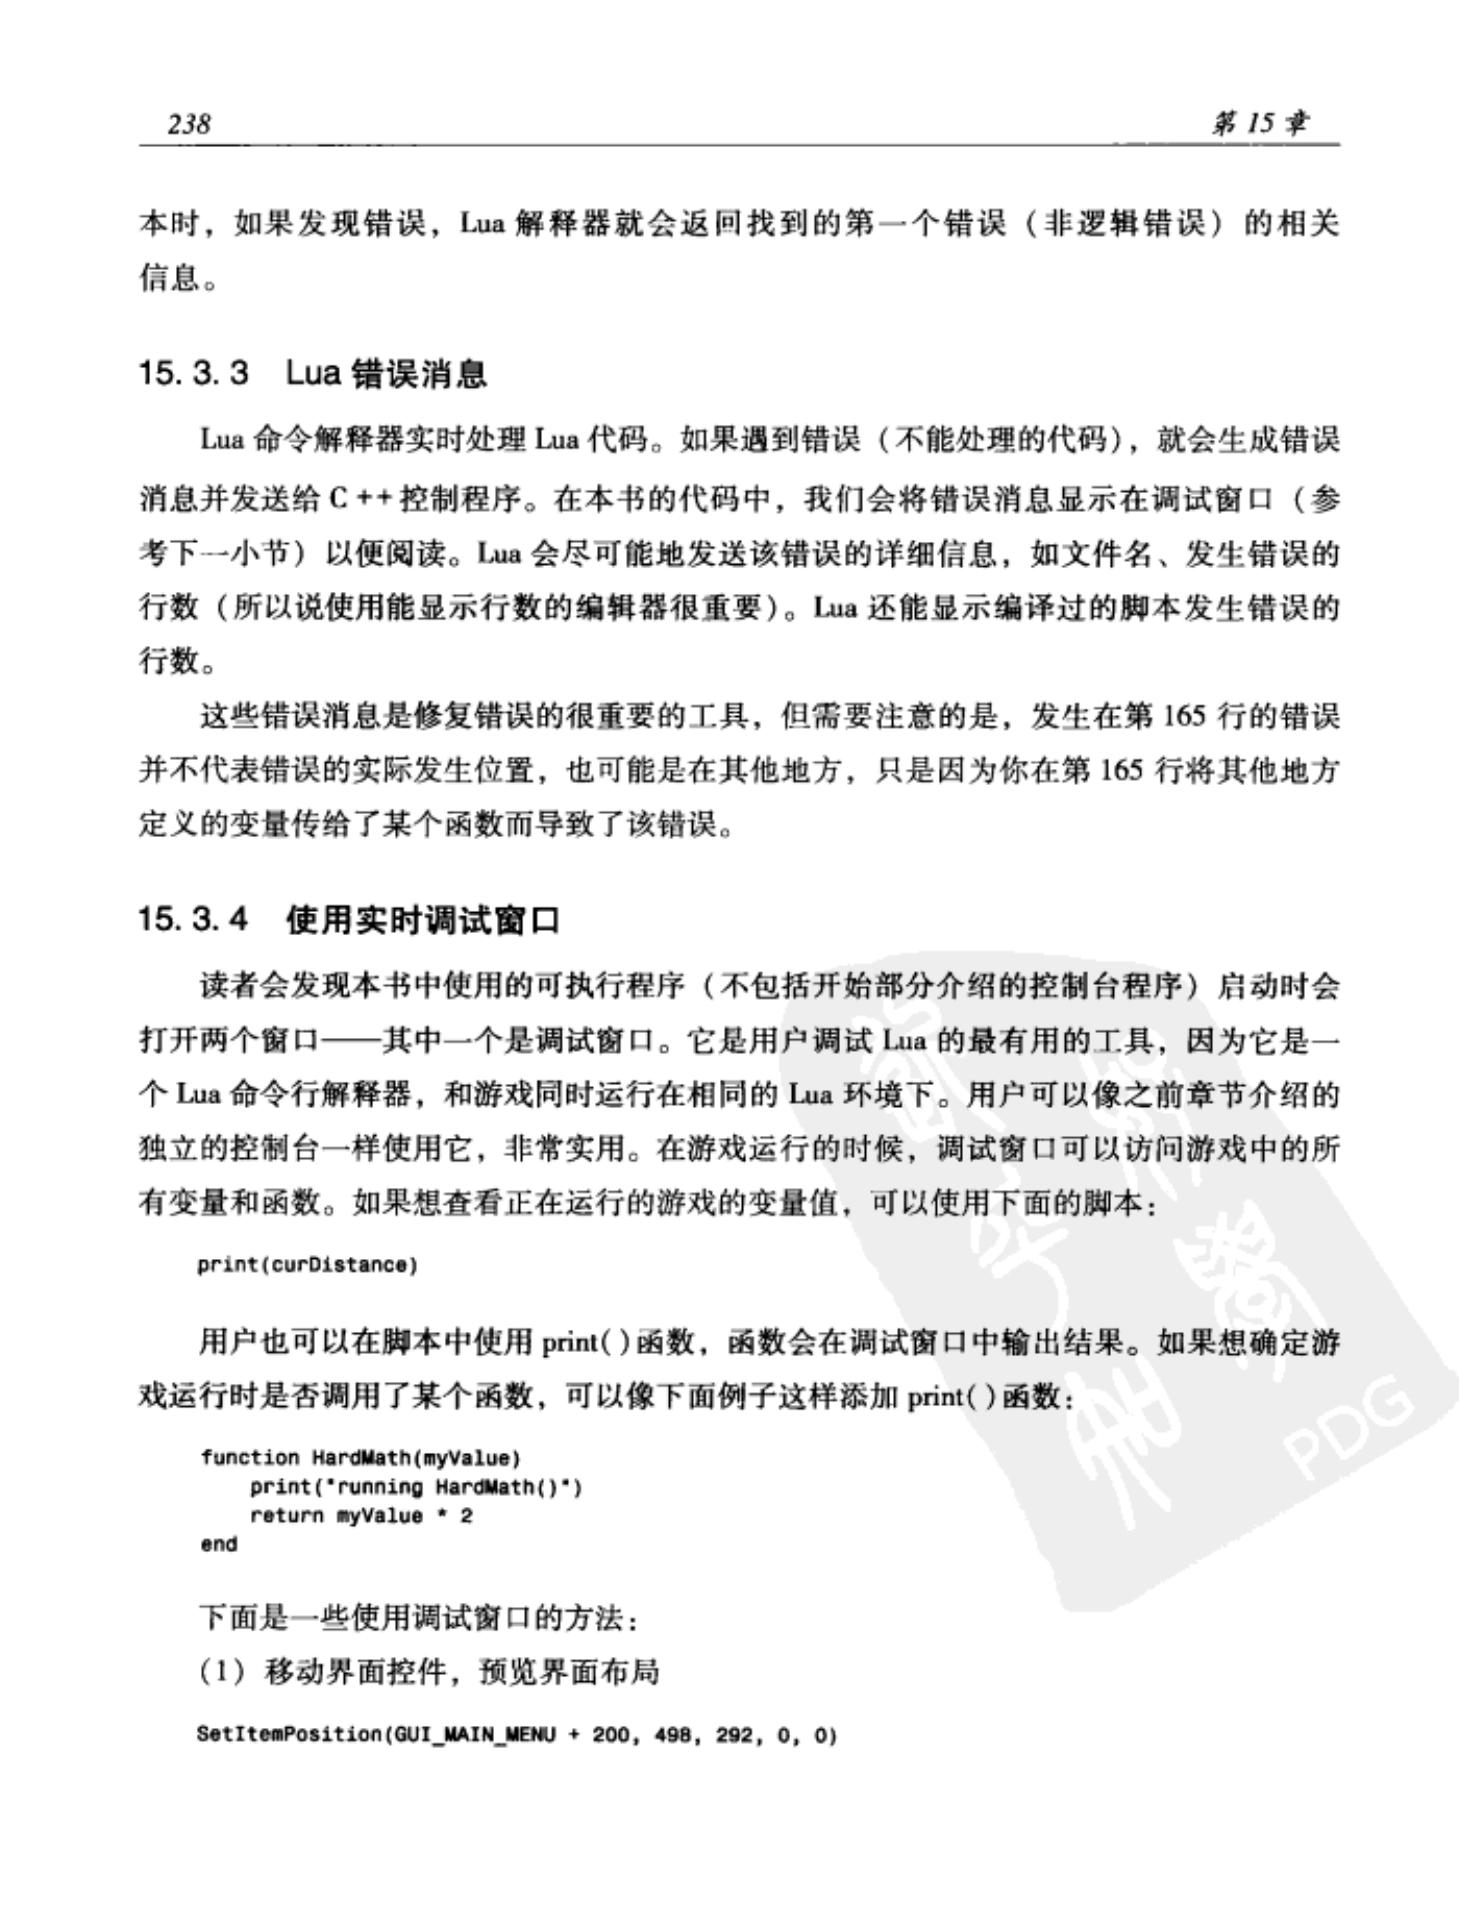 238
第 15 章
本时，如果发现错误，Lua 解释器就会返回找到的第一个错误（非逻辑错误）的相关
信息。
15.3.3 Lua 错误消息
Lua 命令解释器实时处理 Lua 代码。如果遇到错误（不能处理的代码），就会生成错误
消息并发送给 C ++ 控制程序。在本书的代码中，我们会将错误消息显示在调试窗口（参
考下一小节）以便阅读。Lua 会尽可能地发送该错误的详细信息，如文件名、发生错误的
行数（所以说使用能显示行数的编辑器很重要）。Lua 还能显示编译过的脚本发生错误的
行数。
这些错误消息是修复错误的很重要的工具，但需要注意的是，发生在第 165 行的错误
并不代表错误的实际发生位置，也可能是在其他地方，只是因为你在第 165 行将其他地方
定义的变量传给了某个函数而导致了该错误。
15.3.4 使用实时调试窗口
读者会发现本书中使用的可执行程序（不包括开始部分介绍的控制台程序）启动时会
打开两个窗口——其中一个是调试窗口。它是用户调试 Lua 的最有用的工具，因为它是一
个 Lua 命令行解释器，和游戏同时运行在相同的 Lua 环境下。用户可以像之前章节介绍的
独立的控制台一样使用它，非常实用。在游戏运行的时候，调试窗口可以访问游戏中的所
有变量和函数。如果想查看正在运行的游戏的变量值，可以使用下面的脚本：
print(curDistance)
用户也可以在脚本中使用 print( )函数，函数会在调试窗口中输出结果。如果想确定游
戏运行时是否调用了某个函数，可以像下面例子这样添加 print( )函数：
function HardMath(myValue)
print("running HardMath()")
return myValue * 2
end
下面是一些使用调试窗口的方法：
（1）移动界面控件，预览界面布局
SetItemPosition(GUI_MAIN_MENU + 200, 498, 292, 0, 0)
PDG